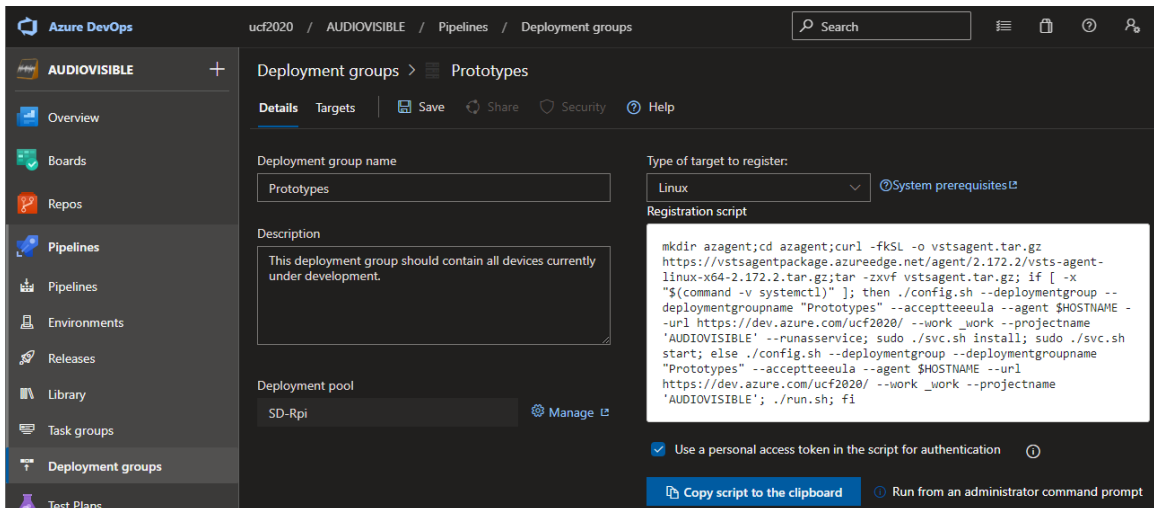 Azure DevOps
ucf2020 / AUDIOVISIBLE / Pipelines / Deployment groups
Search
AUDIOVISIBLE
Overview
Boards
Repos
Pipelines
Pipelines
Environments
Releases
Library
Task groups
Deployment groups
Test Plans
Deployment groups > Prototypes
Details Targets Save Share Security Help
Deployment group name
Prototypes
Description
This deployment group should contain all devices currently
under development.
Deployment pool
SD-Rpi
Manage
Type of target to register:
Linux
System prerequisites
Registration script
mkdir azagent;cd azagent;curl -fkSL -o vstsagent.tar.gz
https://vstsagentpackage.azureedge.net/agent/2.172.2/vsts-agent-
linux-x64-2.172.2.tar.gz;tar -zxvf vstsagent.tar.gz; if [ -x
"$(command -v systemctl)" ]; then ./config.sh --deploymentgroup --
deploymentgroupname "Prototypes" --acceptteeeula --agent $HOSTNAME -
-url https://dev.azure.com/ucf2020/ --work _work --projectname
'AUDIOVISIBLE' --runasservice; sudo ./svc.sh install; sudo ./svc.sh
start; else ./config.sh --deploymentgroup --deploymentgroupname
"Prototypes" --acceptteeeula --agent $HOSTNAME --url
https://dev.azure.com/ucf2020/ --work _work --projectname
'AUDIOVISIBLE'; ./run.sh; fi
Use a personal access token in the script for authentication
Copy script to the clipboard
Run from an administrator command prompt